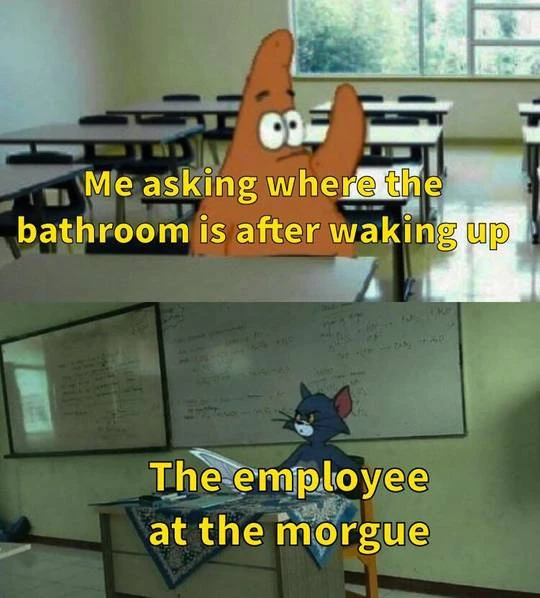 Me asking where the
bathroom is after waking up
The employee
at the morgue